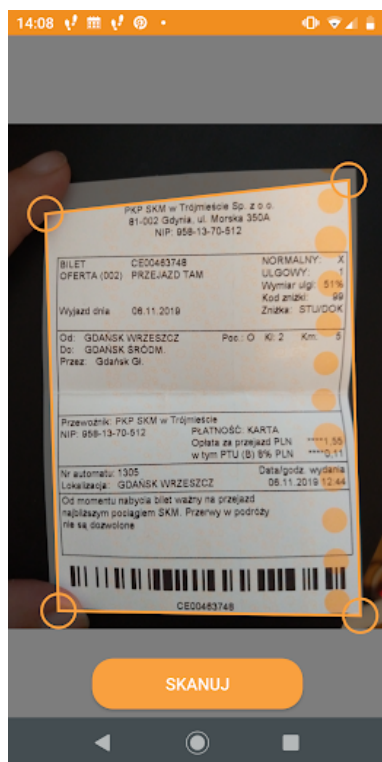 14:08
PKP SKM w Trójmieście Sp. z o.o.
81-002 Gdynia, ul. Morska 350A
NIP: 958-13-70-512
BILET CE00463748 NORMALNY: X
OFERTA (002) PRZEJAZD TAM ULGOWY: 1
Wymiar ulgi: 51%
Kod zniżki: 99
Wyjazd dnia 06.11.2019 Zniżka: STU/DOK
Od: GDAŃSK WRZESZCZ Poc.: O Kl: 2 Km: 5
Do: GDAŃSK ŚRÓDM.
Przez: Gdańsk Gł.
Przewoźnik: PKP SKM w Trójmieście
NIP: 958-13-70-512 PŁATNOŚĆ: KARTA
Opłata za przejazd PLN ****1,55
w tym PTU (B) 8% PLN ****0,11
Nr automatu: 1305 Data/godz. wydania
Lokalizacja: GDAŃSK WRZESZCZ 06.11.2019 12:44
Od momentu nabycia bilet ważny na przejazd
najbliższym pociągiem SKM. Przerwy w podróży
nie są dozwolone
CE00463748
SKANUJ